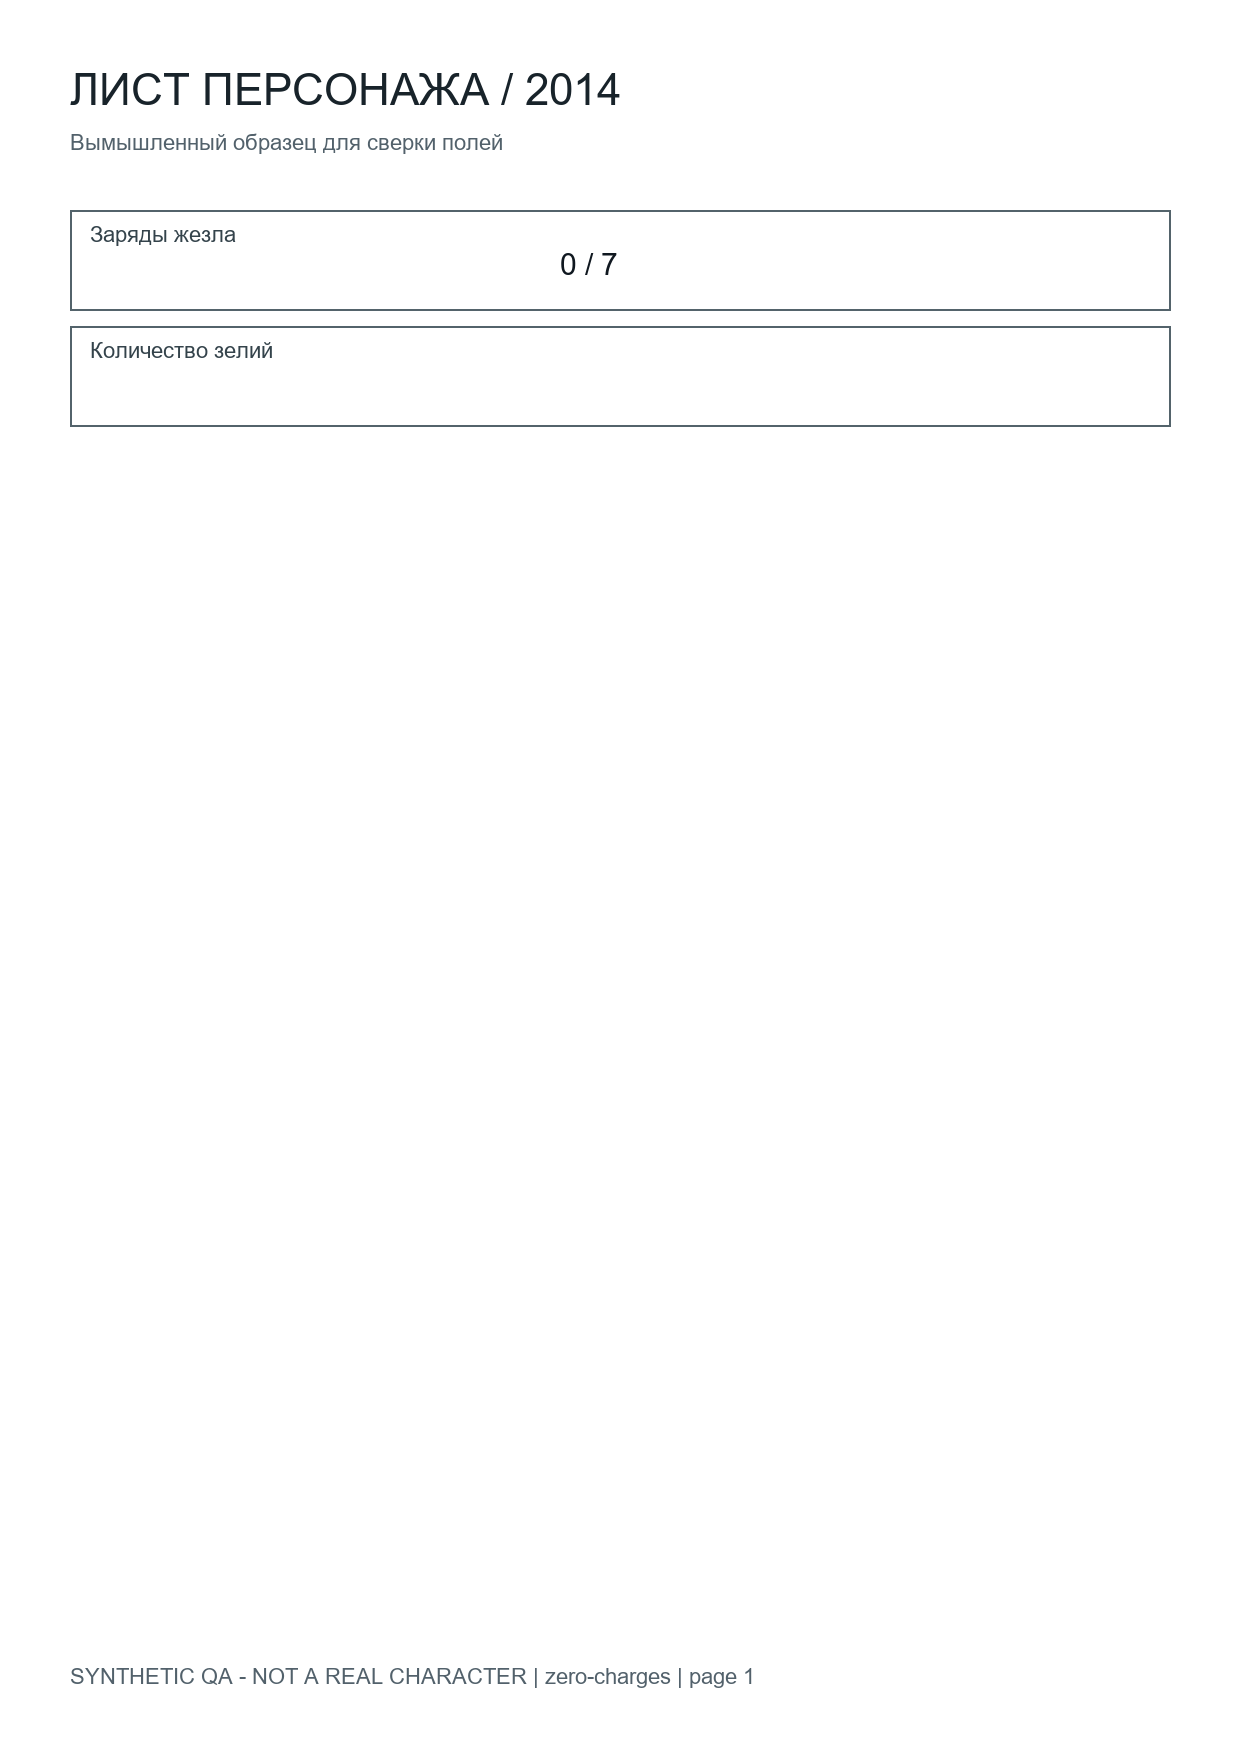 ЛИСТ ПЕРСОНАЖА / 2014
Вымышленный образец для сверки полей
Заряды жезла
0 / 7
Количество зелий
SYNTHETIC QA - NOT A REAL CHARACTER | zero-charges | page 1